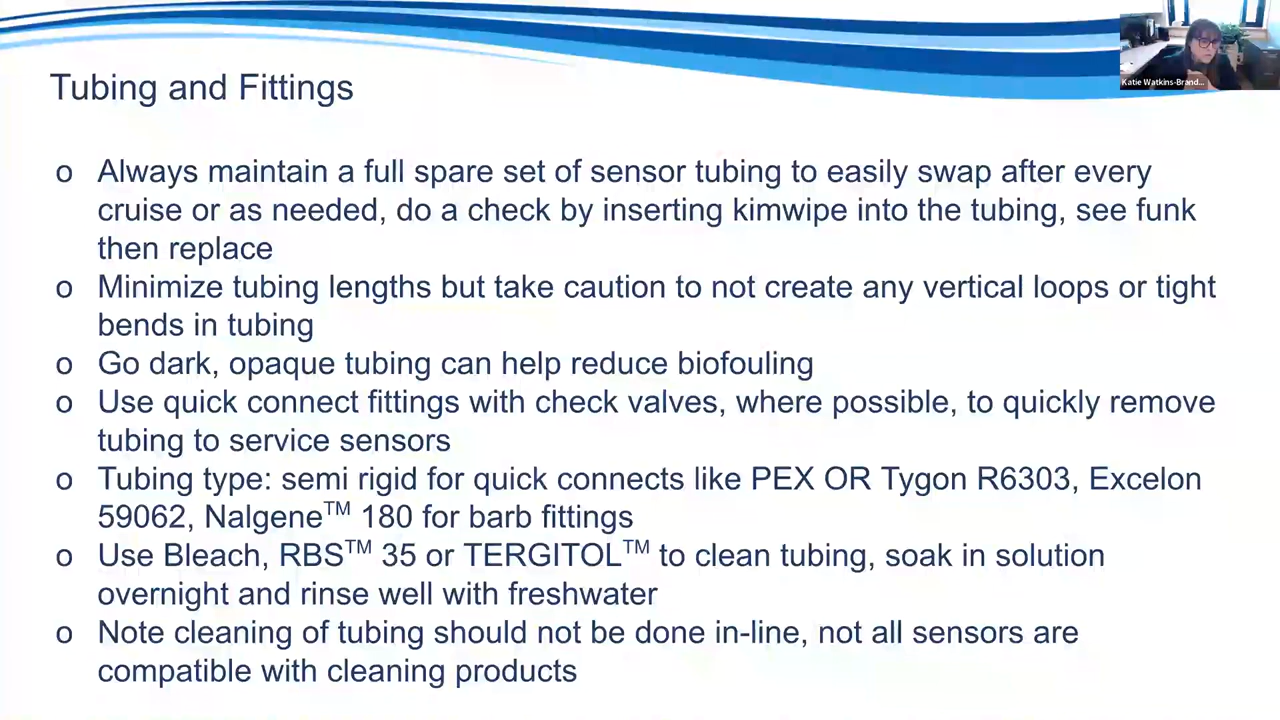 Katie Watkins-Brand...
Tubing and Fittings
o Always maintain a full spare set of sensor tubing to easily swap after every
cruise or as needed, do a check by inserting kimwipe into the tubing, see funk
then replace
o Minimize tubing lengths but take caution to not create any vertical loops or tight
bends in tubing
o Go dark, opaque tubing can help reduce biofouling
o Use quick connect fittings with check valves, where possible, to quickly remove
tubing to service sensors
o Tubing type: semi rigid for quick connects like PEX OR Tygon R6303, Excelon
59062, Nalgene™ 180 for barb fittings
o Use Bleach, RBS™ 35 or TERGITOL™ to clean tubing, soak in solution
overnight and rinse well with freshwater
o Note cleaning of tubing should not be done in-line, not all sensors are
compatible with cleaning products